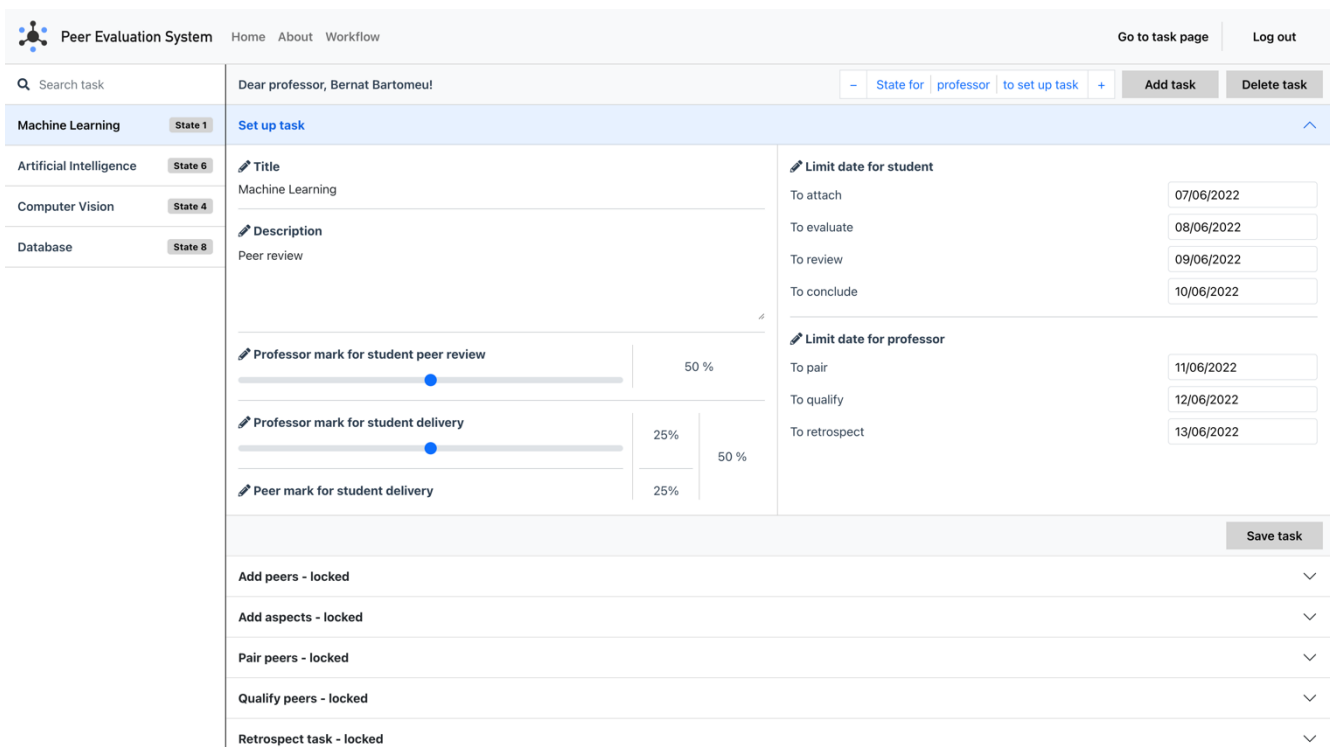 Peer Evaluation System Home About Workflow Go to task page Log out
Search task
Machine Learning State 1
Artificial Intelligence State 6
Computer Vision State 4
Database State 8
Dear professor, Bernat Bartomeu! − State for professor to set up task + Add task Delete task
Set up task
Title
Machine Learning
Description
Peer review
Professor mark for student peer review
50 %
Professor mark for student delivery
25%
50 %
Peer mark for student delivery
25%
Limit date for student
To attach 07/06/2022
To evaluate 08/06/2022
To review 09/06/2022
To conclude 10/06/2022
Limit date for professor
To pair 11/06/2022
To qualify 12/06/2022
To retrospect 13/06/2022
Save task
Add peers - locked
Add aspects - locked
Pair peers - locked
Qualify peers - locked
Retrospect task - locked